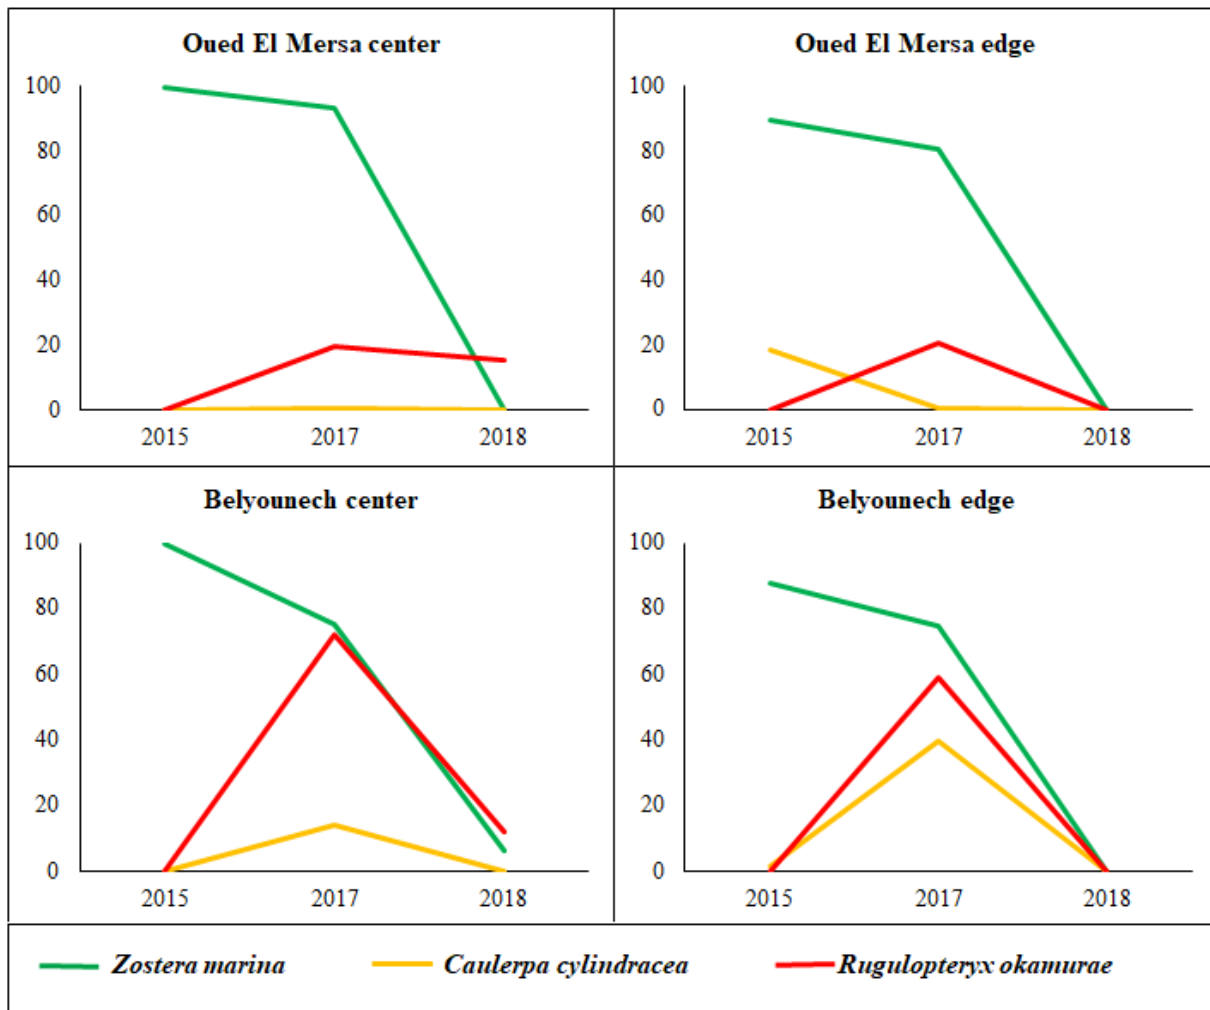 Oued El Mersa center
100
80
60
40
20
0
2015 2017 2018
Oued El Mersa edge
100
80
60
40
20
0
2015 2017 2018
Belyounech center
100
80
60
40
20
0
2015 2017 2018
Belyounech edge
100
80
60
40
20
0
2015 2017 2018
Zostera marina Caulerpa cylindracea Rugulopteryx okamurae